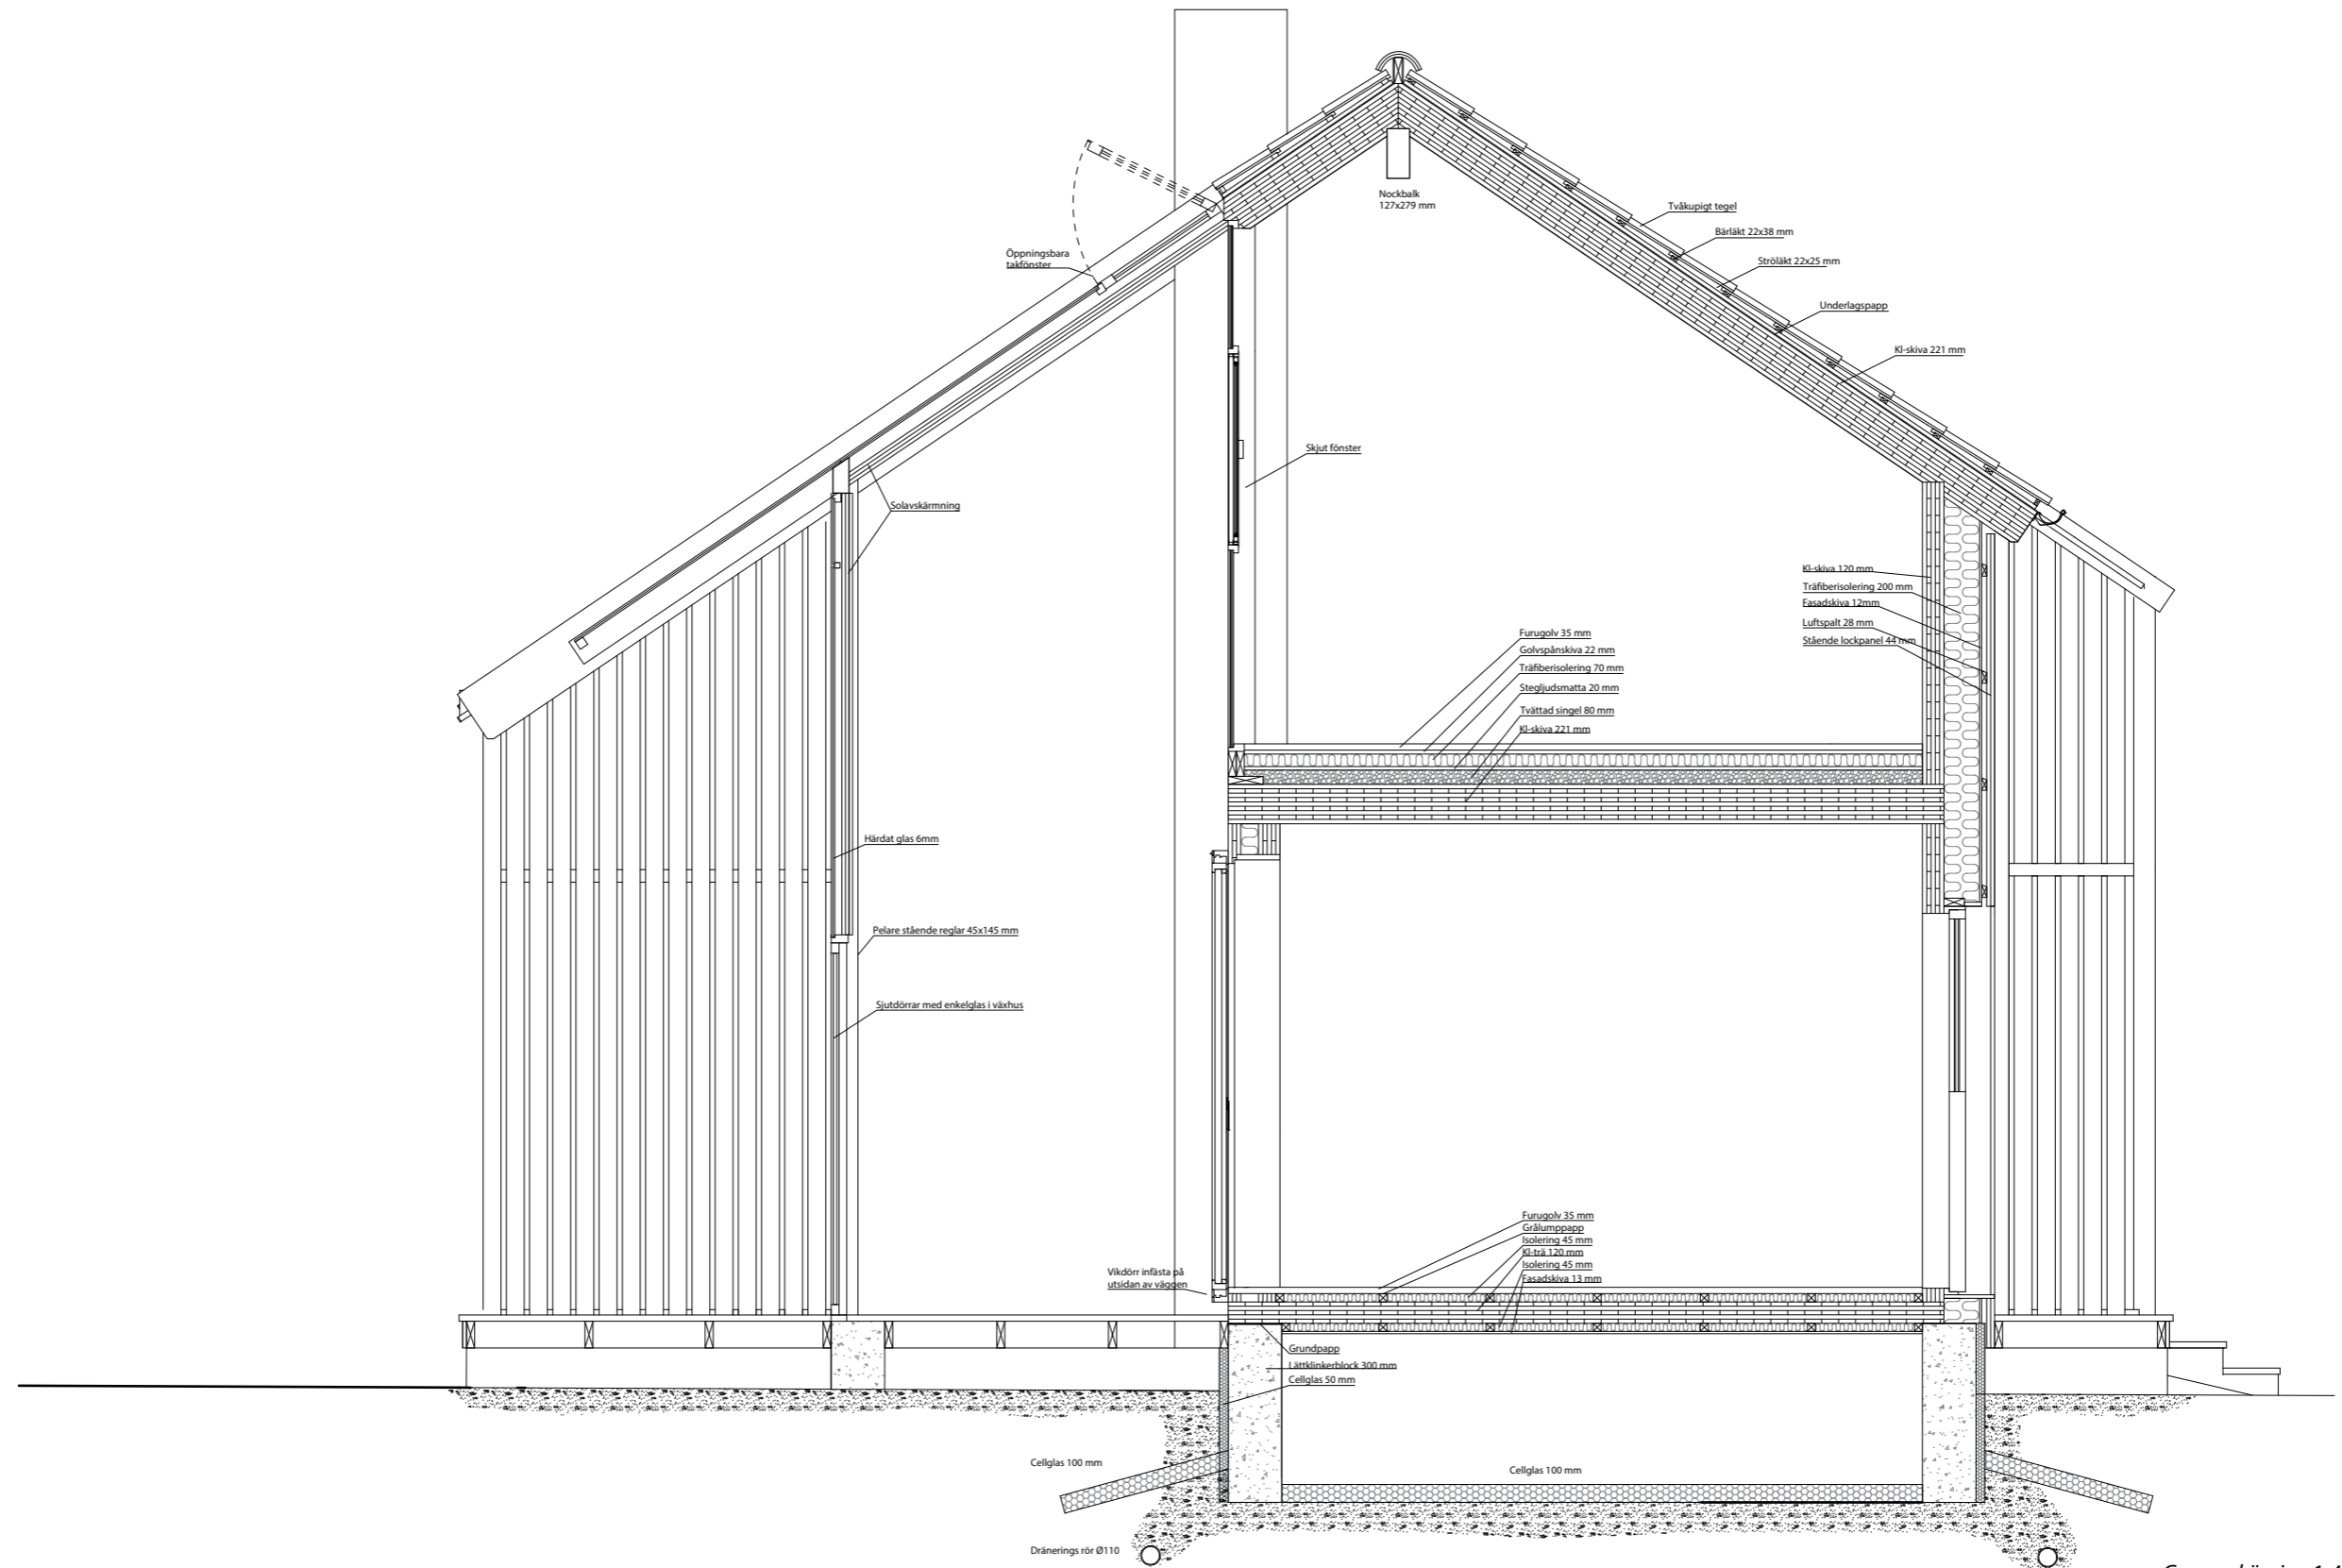 Nockbalk
127x279 mm
Tvåkupigt tegel
Bärläkt 22x38 mm
Ströläkt 22x25 mm
Underlagspapp
Kl-skiva 221 mm
Öppningsbara
takfönster
Skjut fönster
Solavskärmning
Kl-skiva 120 mm
Träfiberisolering 200 mm
Fasadskiva 12mm
Luftspalt 28 mm
Stående lockpanel 44 mm
Furugolv 35 mm
Golvspånskiva 22 mm
Träfiberisolering 70 mm
Stegljudsmatta 20 mm
Tvättad singel 80 mm
Kl-skiva 221 mm
Härdat glas 6mm
Pelare stående reglar 45x145 mm
Sjutdörrar med enkelglas i växhus
Furugolv 35 mm
Grålumppapp
Isolering 45 mm
Kl-trä 120 mm
Isolering 45 mm
Fasadskiva 13 mm
Vikdörr infästa på
utsidan av väggen
Grundpapp
Lättklinkerblock 300 mm
Cellglas 50 mm
Cellglas 100 mm
Cellglas 100 mm
Dränerings rör Ø110